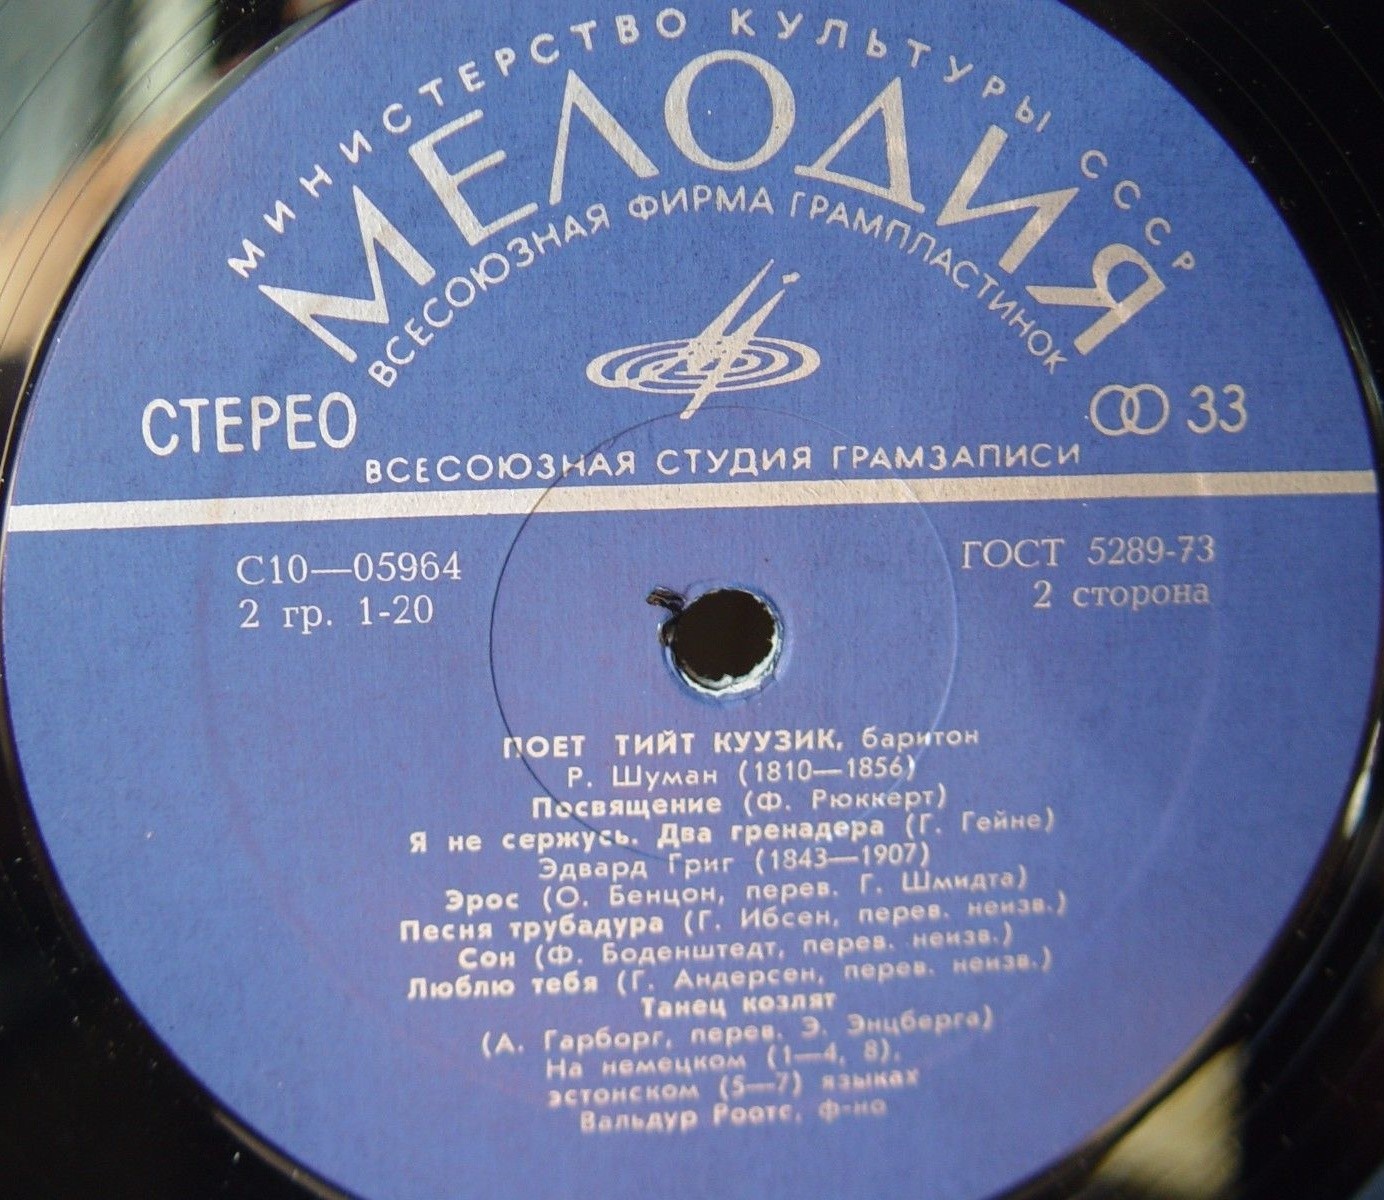 МИНИСТЕРСТВО КУЛЬТУРЫ СССР
МЕЛОДИЯ
ВСЕСОЮЗНАЯ ФИРМА ГРАМПЛАСТИНОК
СТЕРЕО
33
ВСЕСОЮЗНАЯ СТУДИЯ ГРАМЗАПИСИ
С10—05964
ГОСТ 5289-73
2 гр. 1-20
2 сторона
ПОЕТ ТИЙТ КУУЗИК, баритон
Р. Шуман (1810—1856)
Посвящение (Ф. Рюккерт)
Я не сержусь. Два гренадера (Г. Гейне)
Эдвард Григ (1843—1907)
Эрос (О. Бенцон, перев. Г. Шмидта)
Песня трубадура (Г. Ибсен, перев. неизв.)
Сон (Ф. Боденштедт, перев. неизв.)
Люблю тебя (Г. Андерсен, перев. неизв.)
Танец козлят
(А. Гарборг, перев. Э. Энцберга)
На немецком (1—4, 8),
эстонском (5—7) языках
Вальдур Роотс, ф-но